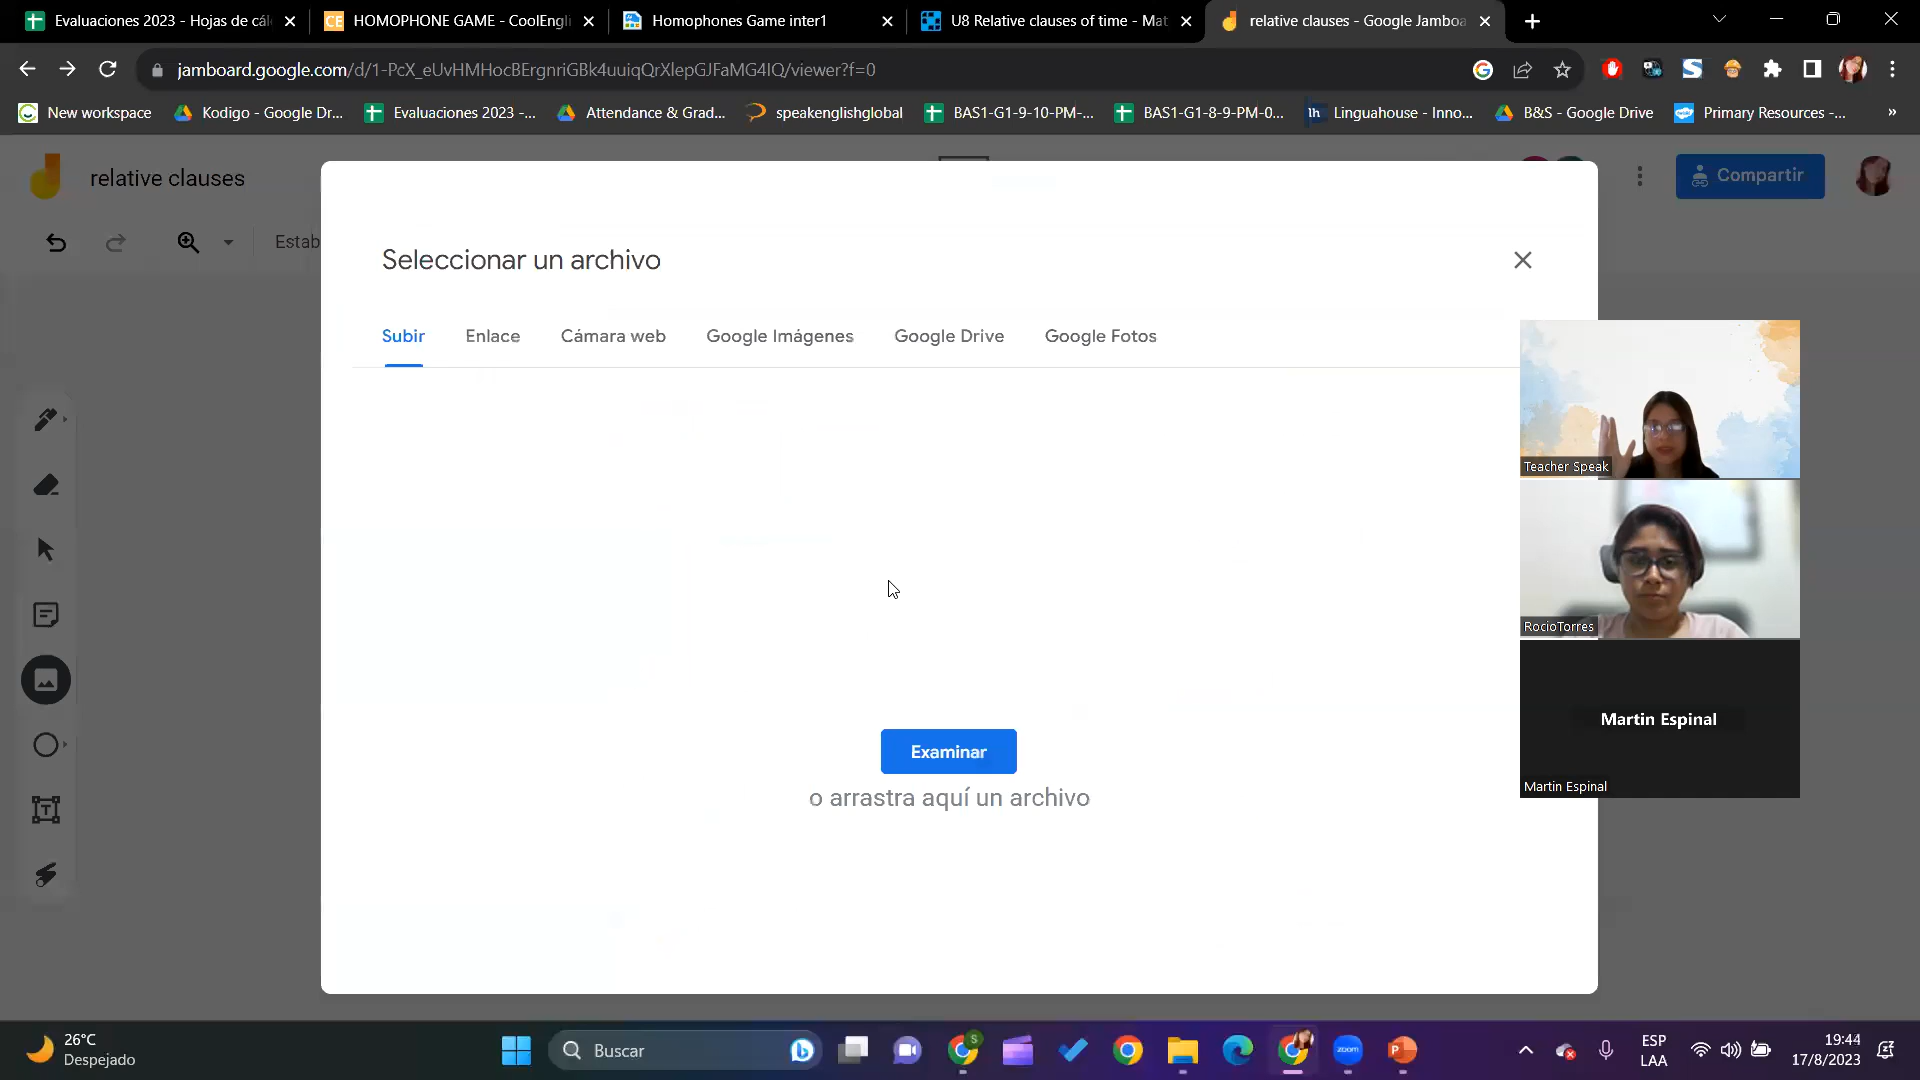 Evaluaciones 2023 - Hojas de cál
HOMOPHONE GAME - CoolEngli
Homophones Game inter1
U8 Relative clauses of time - Mat
relative clauses - Google Jamboa
jamboard.google.com/d/1-PcX_eUvHMHocBErgnriGBk4uuiqQrXlepGJFaMG4IQ/viewer?f=0
New workspace
Kodigo - Google Dr...
Evaluaciones 2023 -...
Attendance & Grad...
speakenglishglobal
BAS1-G1-9-10-PM-...
BAS1-G1-8-9-PM-0...
lh
Linguahouse - Inno...
B&S - Google Drive
Primary Resources -...
»
relative clauses
Compartir
Estab
Seleccionar un archivo
Subir
Enlace
Cámara web
Google Imágenes
Google Drive
Google Fotos
Teacher Speak
RocioTorres
Martin Espinal
Martin Espinal
Examinar
o arrastra aquí un archivo
26°C
Despejado
Buscar
zoom
ESP
LAA
19:44
17/8/2023